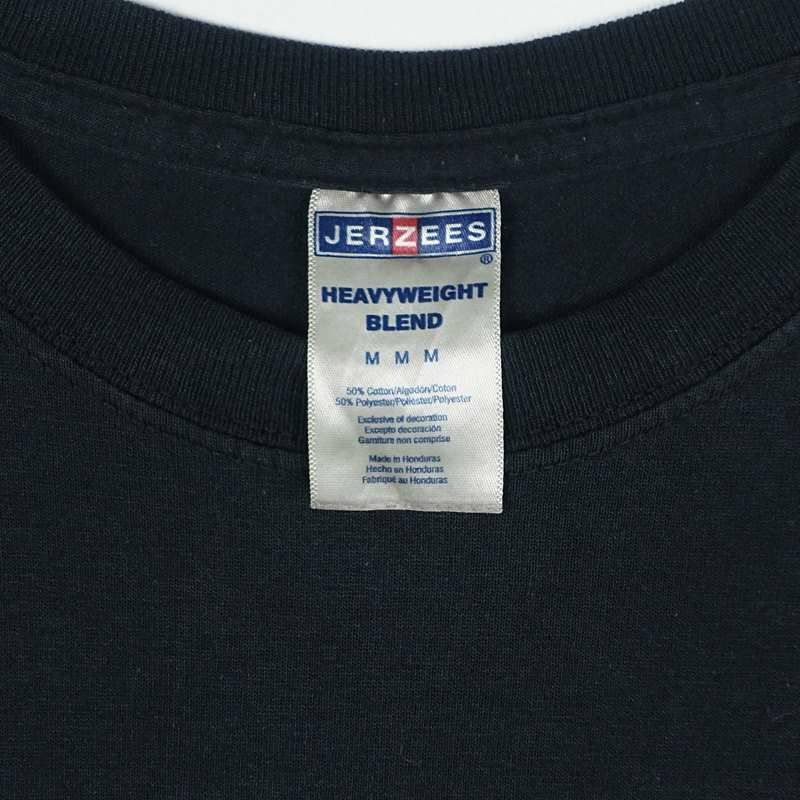 JERZEES
®
HEAVYWEIGHT
BLEND
M M M
50% Cotton/Algodón/Coton
50% Polyester/Poliéster/Polyester
Exclusive of decoration
Excepto decoración
Garniture non comprise
Made in Honduras
Hecho en Honduras
Fabriqué au Honduras